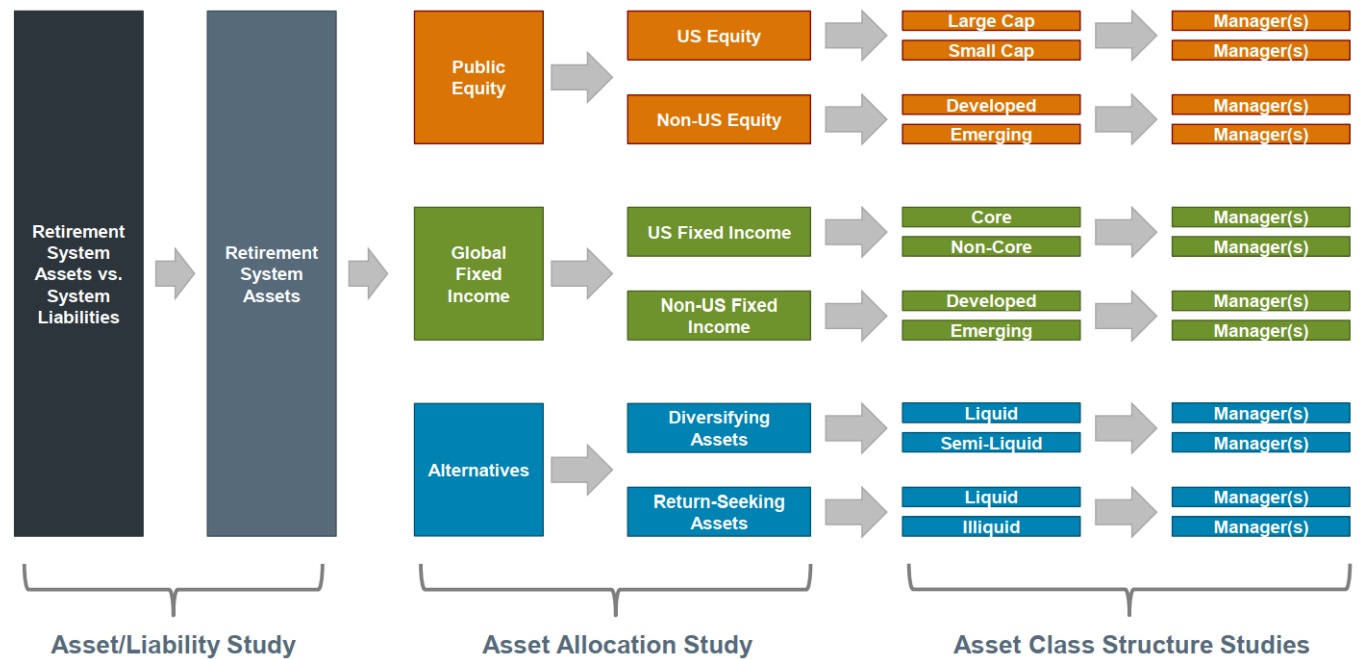 Retirement
System
Assets vs.
System
Liabilities
Retirement
System
Assets
Public
Equity
US Equity
Large Cap
Manager(s)
Small Cap
Manager(s)
Non-US Equity
Developed
Manager(s)
Emerging
Manager(s)
Global
Fixed
Income
US Fixed Income
Core
Manager(s)
Non-Core
Manager(s)
Non-US Fixed
Income
Developed
Manager(s)
Emerging
Manager(s)
Alternatives
Diversifying
Assets
Liquid
Manager(s)
Semi-Liquid
Manager(s)
Return-Seeking
Assets
Liquid
Manager(s)
Illiquid
Manager(s)
Asset/Liability Study
Asset Allocation Study
Asset Class Structure Studies